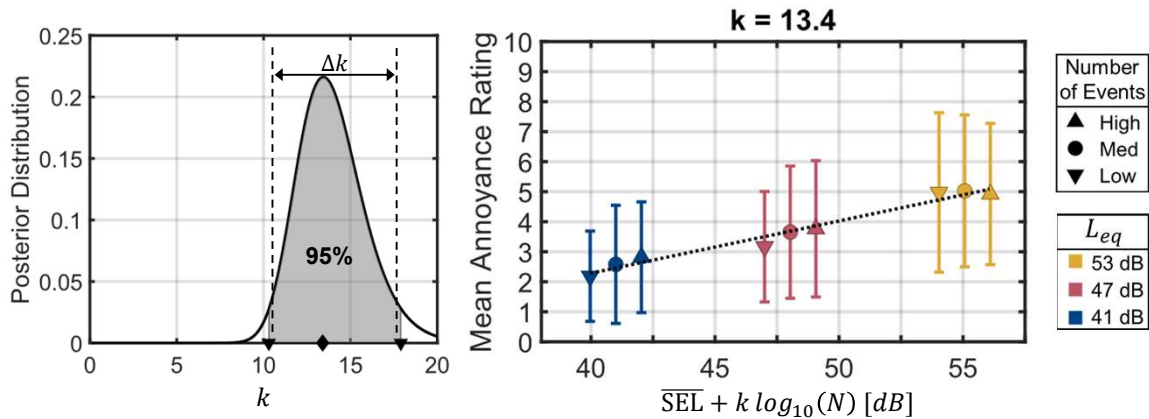 0.25
0.2
0.15
0.1
0.05
0
Posterior Distribution
Δk
95%
0 5 10 15 20
k
k = 13.4
10
9
8
7
6
5
4
3
2
1
0
Mean Annoyance Rating
40 45 50 55
S̅E̅L̅ + k log₁₀(N) [dB]
Number
of Events
High
Med
Low
L_eq
53 dB
47 dB
41 dB